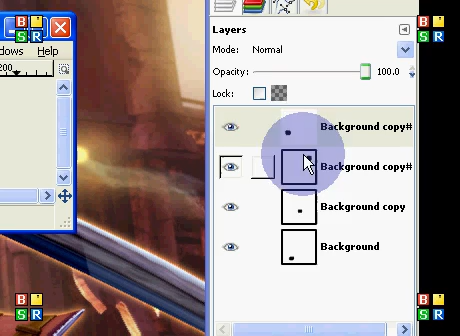 B
S R
dows Help
200
Layers
Mode: Normal
Opacity: 100.0
Lock:
Background copy#
Background copy#
Background copy
Background
B
S R
B
S R
B
S R